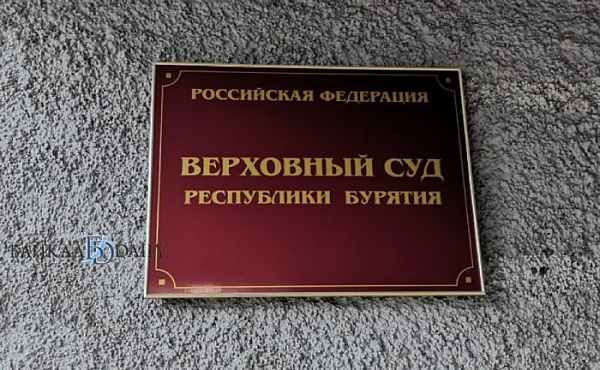 РОССИЙСКАЯ ФЕДЕРАЦИЯ
ВЕРХОВНЫЙ СУД
РЕСПУБЛИКИ БУРЯТИЯ